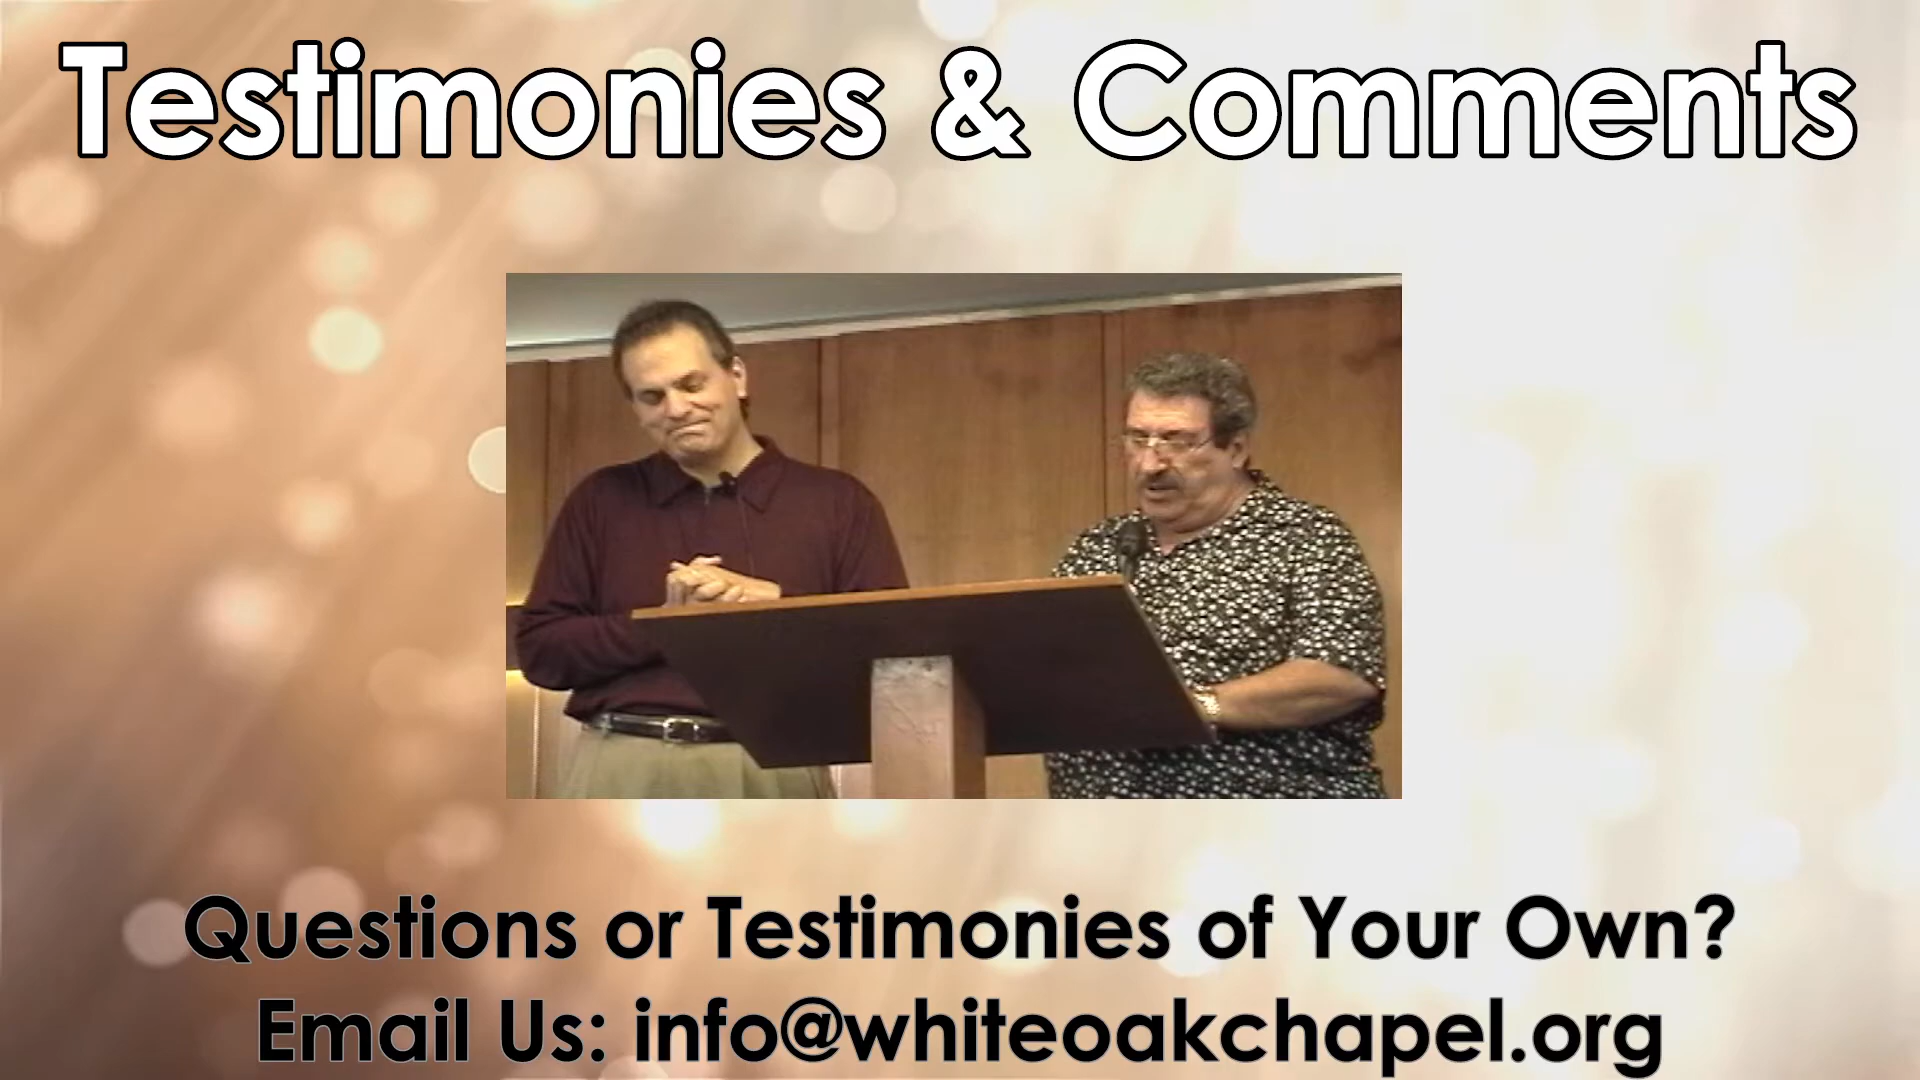 Testimonies & Comments
Questions or Testimonies of Your Own?
Email Us: info@whiteoakchapel.org